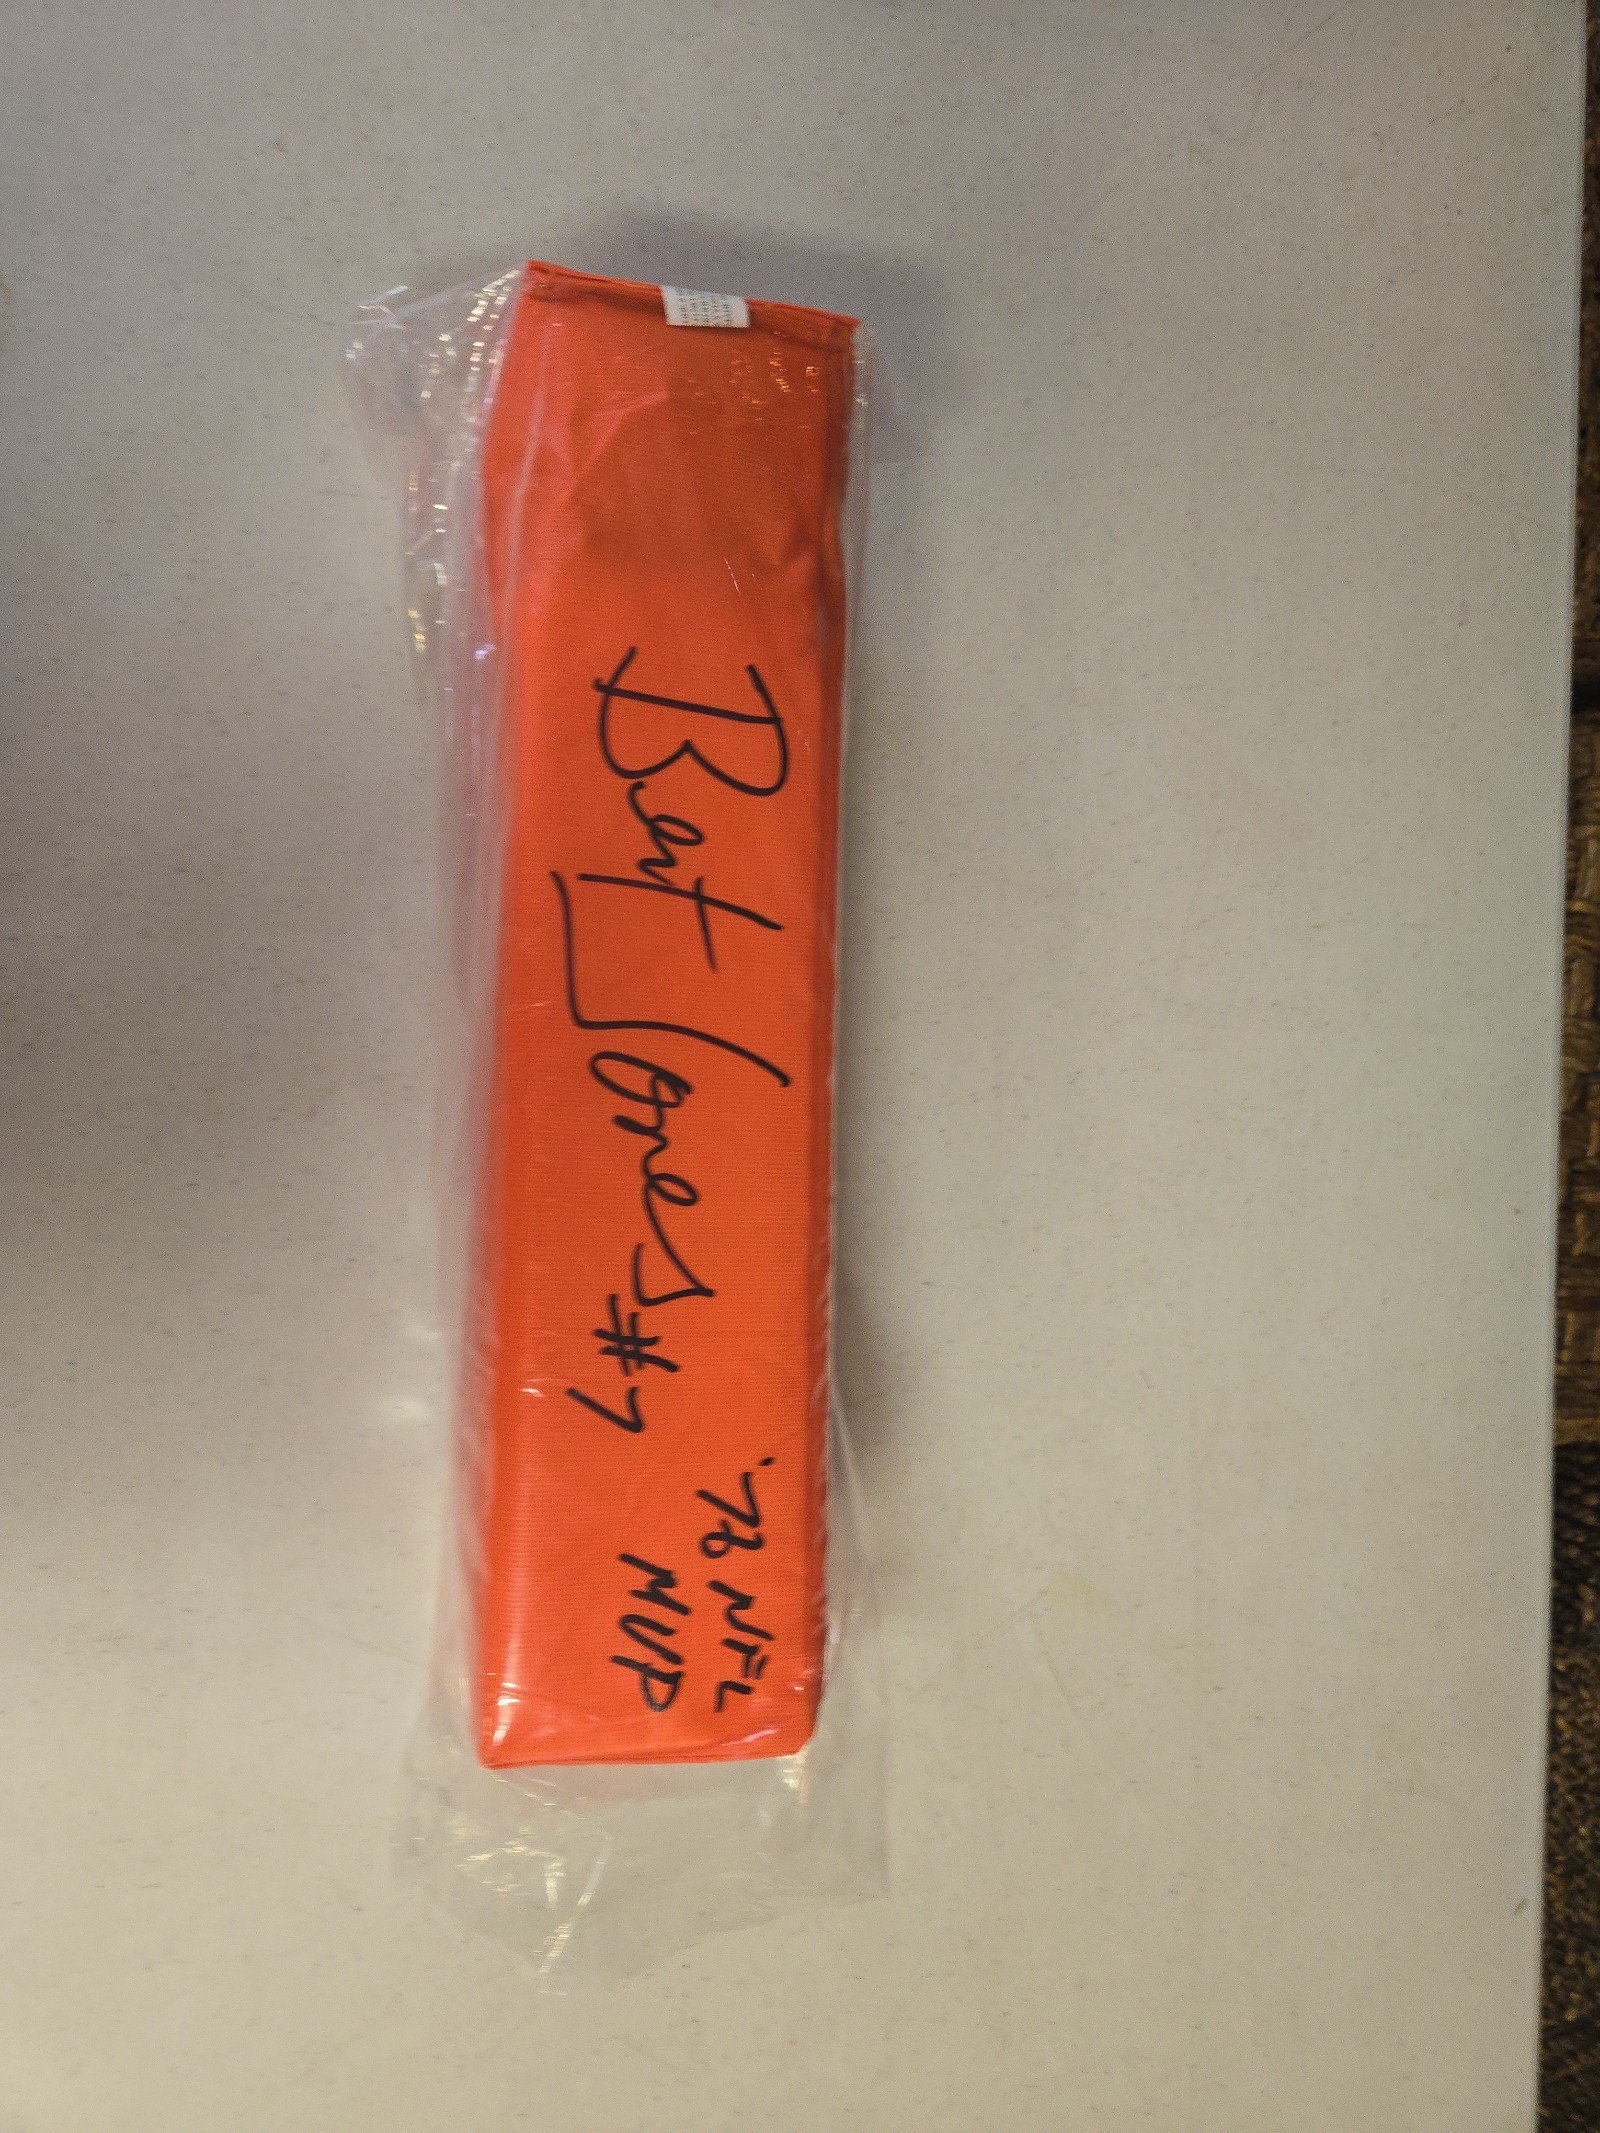 Bert Jones #7
'76 NFL
MVP